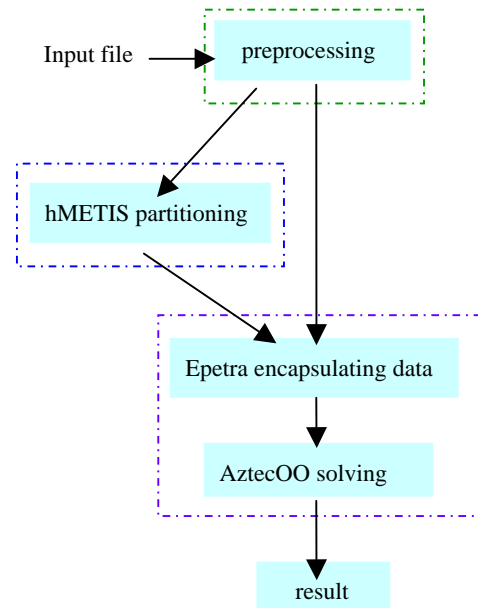 Input file
preprocessing
hMETIS partitioning
Epetra encapsulating data
AztecOO solving
result